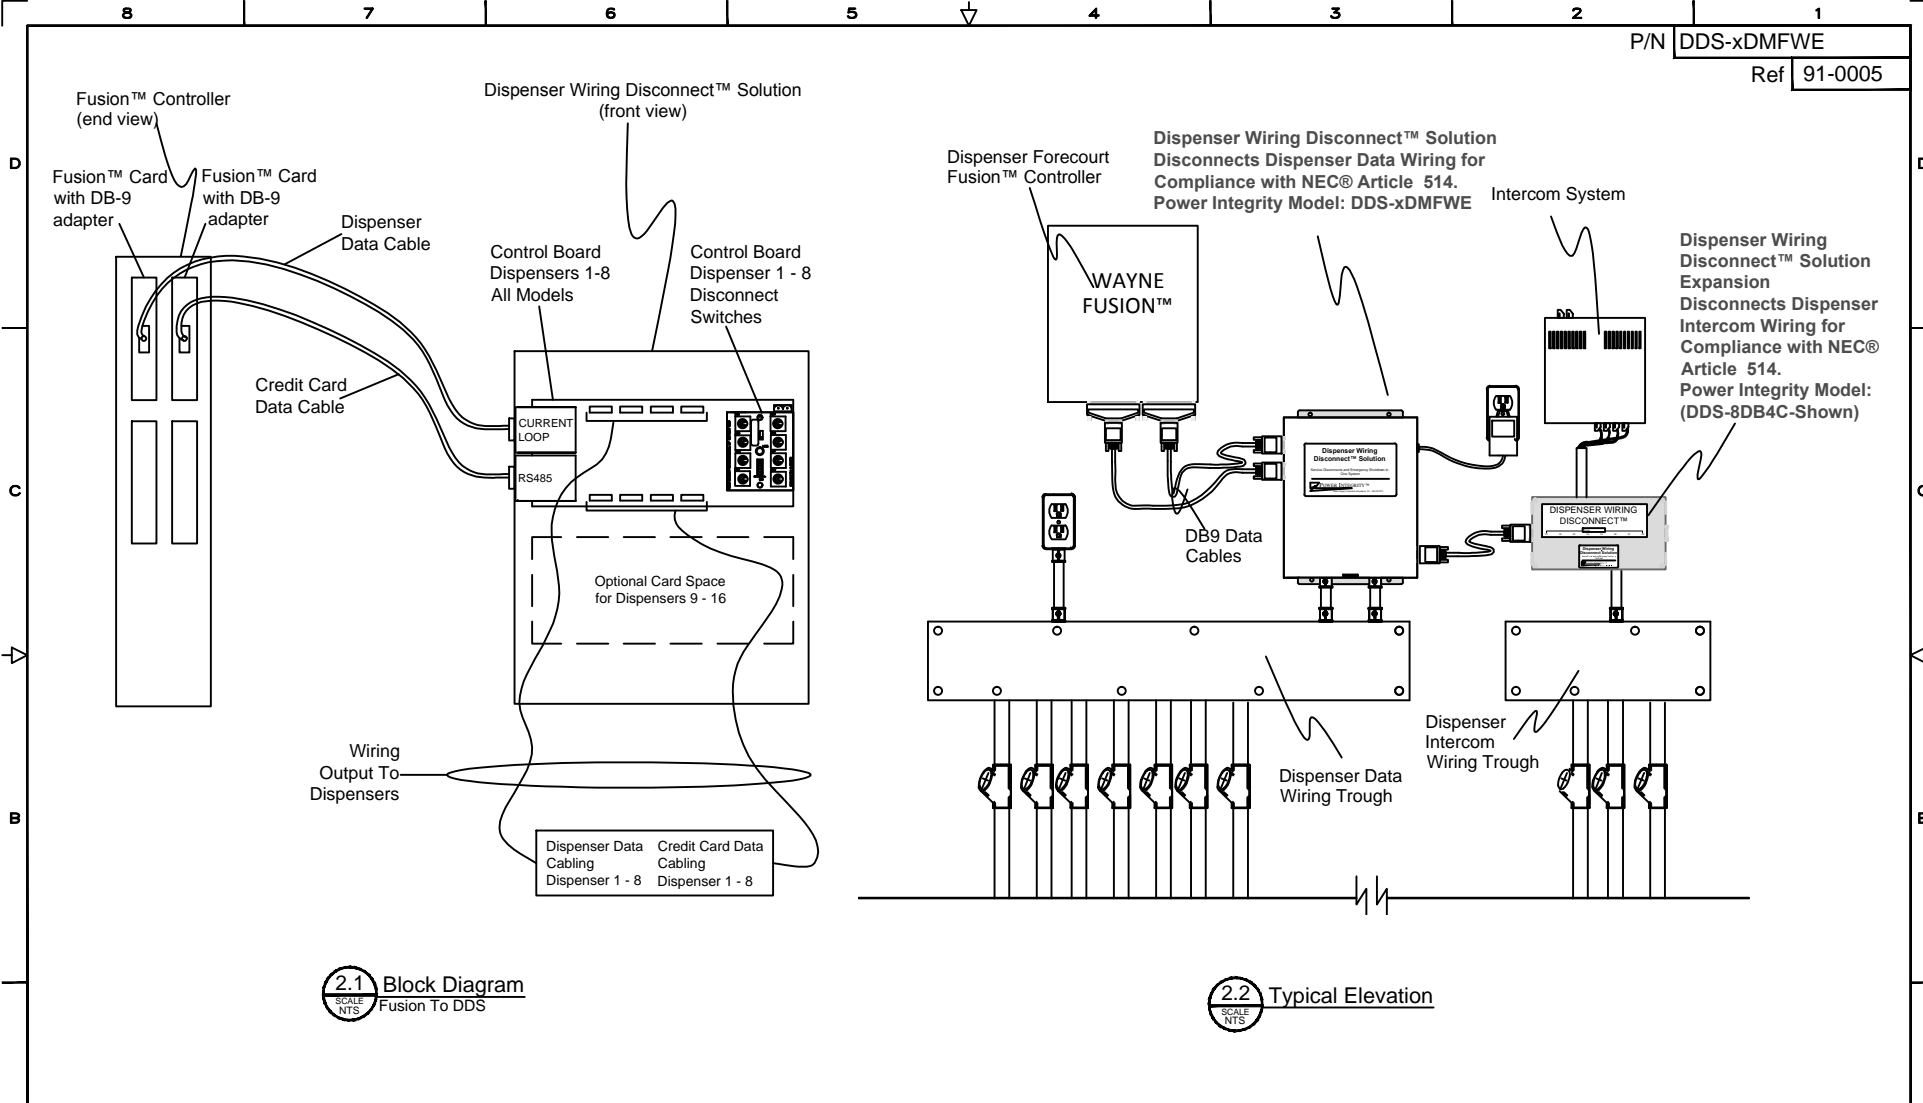 8 7 6 5 4 3 2 1
P/N DDS-xDMFWE
Ref 91-0005
D
C
B
D
Fusion™ Controller
(end view)
Fusion™ Card
with DB-9
adapter
Fusion™ Card
with DB-9
adapter
Dispenser
Data Cable
Credit Card
Data Cable
Dispenser Wiring Disconnect™ Solution
(front view)
Control Board
Dispensers 1-8
All Models
Control Board
Dispenser 1 - 8
Disconnect
Switches
CURRENT
LOOP
RS485
Optional Card Space
for Dispensers 9 - 16
Wiring
Output To
Dispensers
Dispenser Data
Cabling
Dispenser 1 - 8
Credit Card Data
Cabling
Dispenser 1 - 8
2.1
SCALE
NTS
Block Diagram
Fusion To DDS
Dispenser Forecourt
Fusion™ Controller
WAYNE
FUSION™
Dispenser Wiring Disconnect™ Solution
Disconnects Dispenser Data Wiring for
Compliance with NEC® Article 514.
Power Integrity Model: DDS-xDMFWE
Intercom System
Dispenser Wiring
Disconnect™ Solution
Expansion
Disconnects Dispenser
Intercom Wiring for
Compliance with NEC®
Article 514.
Power Integrity Model:
(DDS-8DB4C-Shown)
Dispenser Wiring
Disconnect™ Solution
POWER INTEGRITY™
DB9 Data
Cables
DISPENSER WIRING
DISCONNECT™
Dispenser Wiring
Disconnect Solution
Dispenser Data
Wiring Trough
Dispenser
Intercom
Wiring Trough
2.2
SCALE
NTS
Typical Elevation